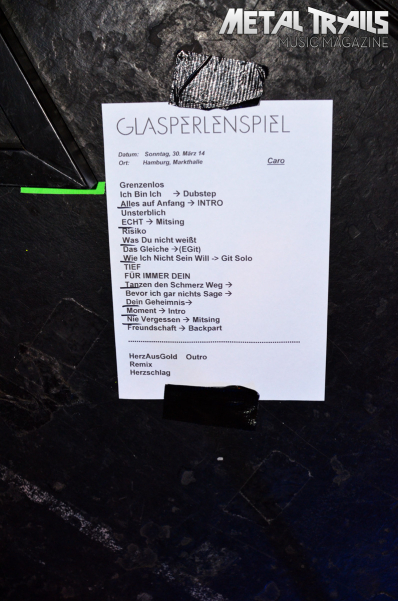 METAL TRAILS
MUSIC MAGAZINE
GLASPERLENSPIEL
Datum: Sonntag, 30. März 14
Ort: Hamburg, Markthalle Caro
Grenzenlos
Ich Bin Ich → Dubstep
Alles auf Anfang → INTRO
Unsterblich
ECHT → Mitsing
Risiko
Was Du nicht weißt
Das Gleiche →(EGit)
Wie Ich Nicht Sein Will -> Git Solo
TIEF
FÜR IMMER DEIN
Tanzen den Schmerz Weg →
Bevor ich gar nichts Sage →
Dein Geheimnis→
Moment → Intro
Nie Vergessen → Mitsing
Freundschaft → Backpart
HerzAusGold Outro
Remix
Herzschlag